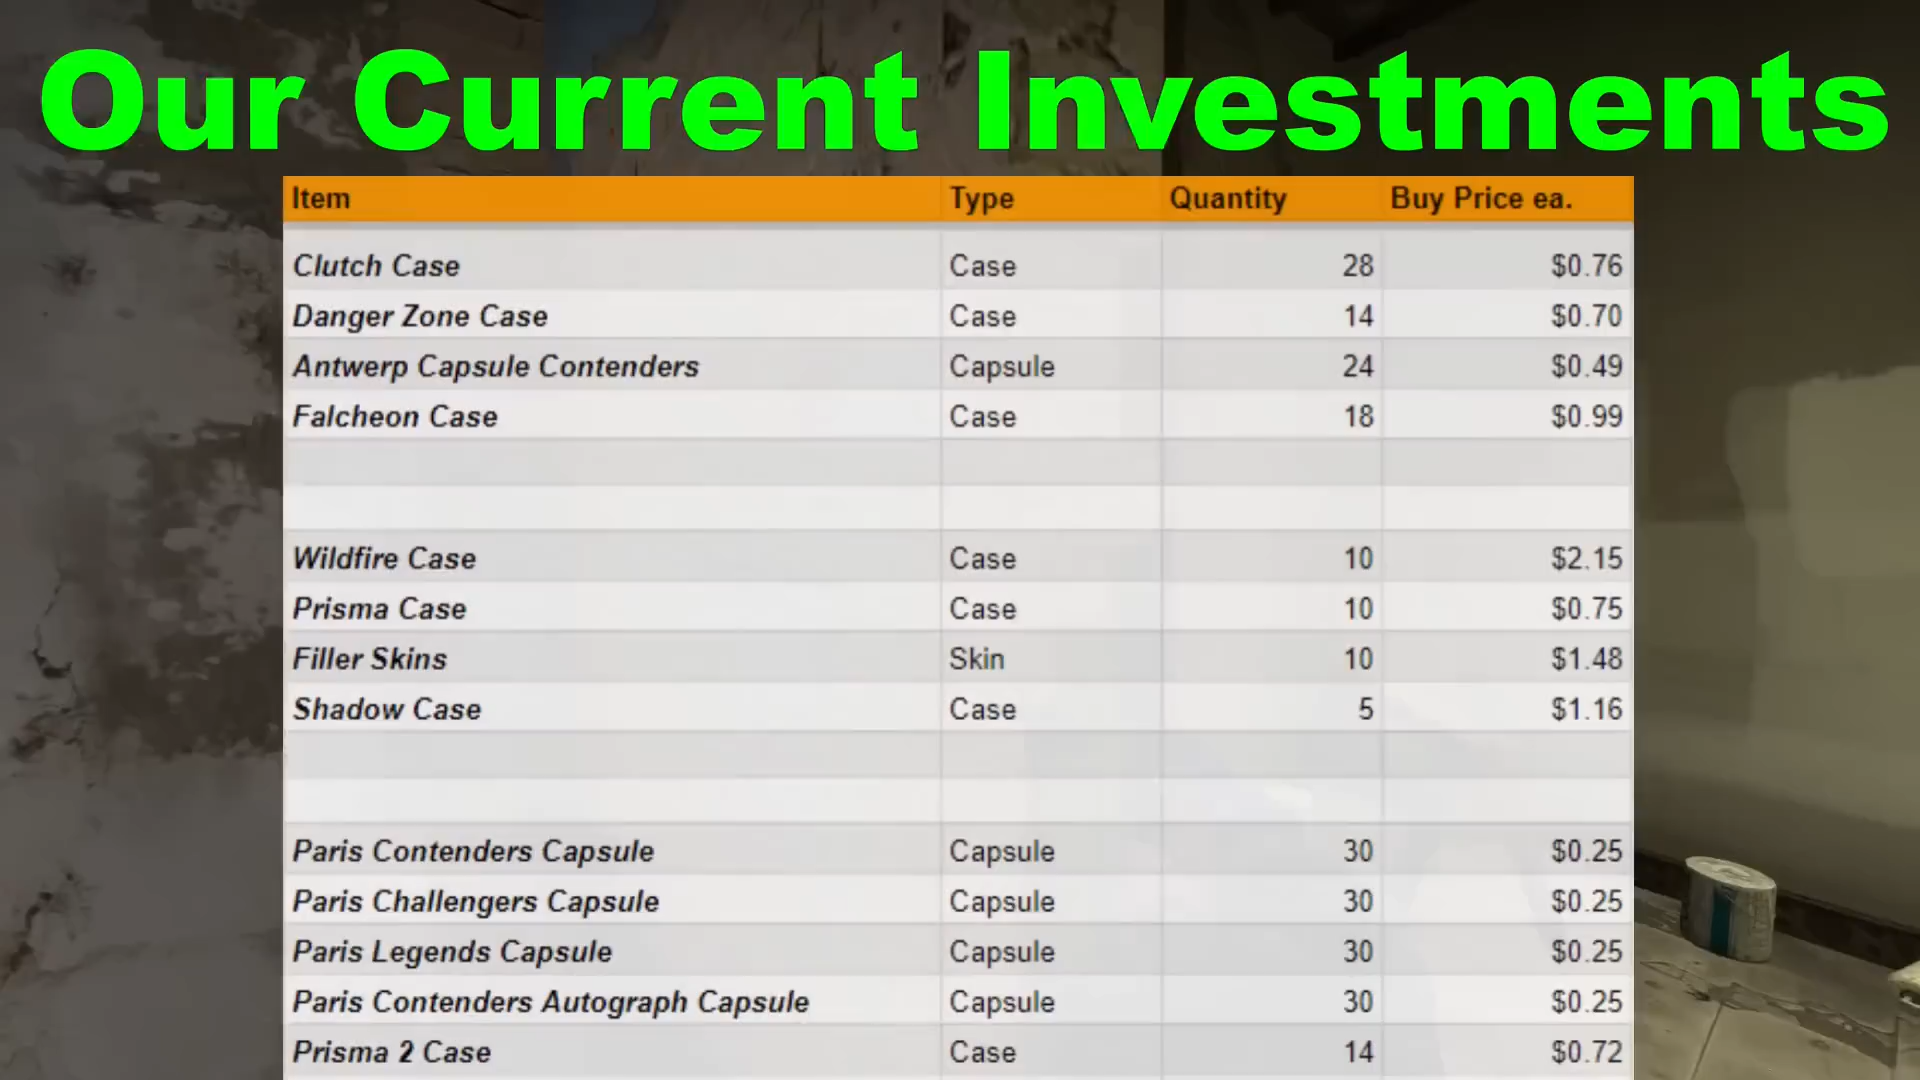 Our Current Investments
Item Type Quantity Buy Price ea.
Clutch Case Case 28 $0.76
Danger Zone Case Case 14 $0.70
Antwerp Capsule Contenders Capsule 24 $0.49
Falcheon Case Case 18 $0.99
Wildfire Case Case 10 $2.15
Prisma Case Case 10 $0.75
Filler Skins Skin 10 $1.48
Shadow Case Case 5 $1.16
Paris Contenders Capsule Capsule 30 $0.25
Paris Challengers Capsule Capsule 30 $0.25
Paris Legends Capsule Capsule 30 $0.25
Paris Contenders Autograph Capsule Capsule 30 $0.25
Prisma 2 Case Case 14 $0.72